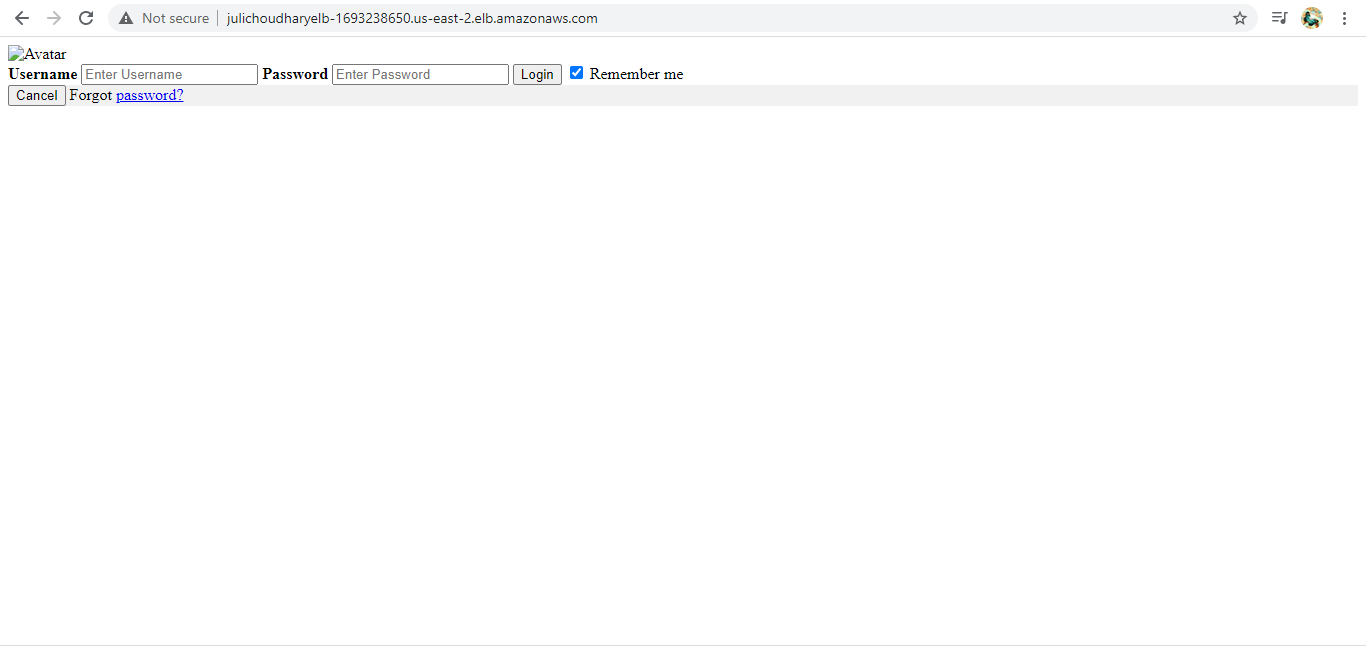 Not secure julichoudharyelb-1693238650.us-east-2.elb.amazonaws.com
Avatar
Username Enter Username Password Enter Password Login Remember me
Cancel Forgot password?